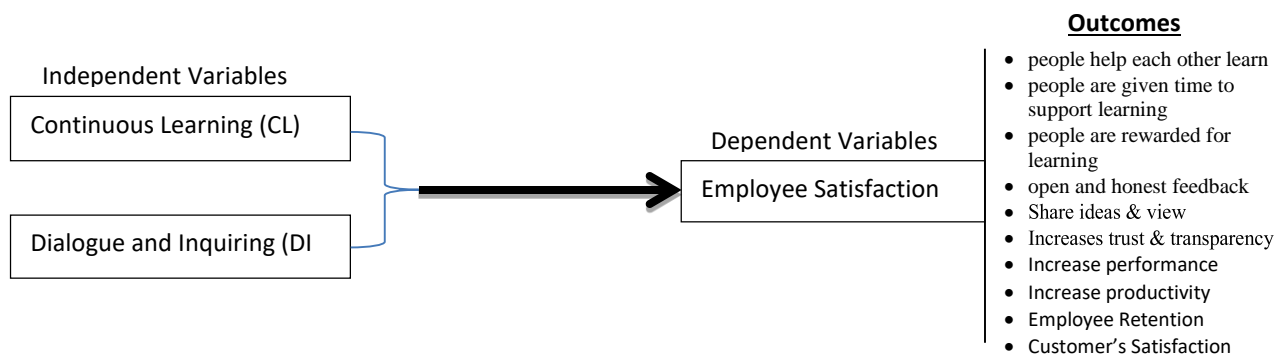 Independent Variables
Continuous Learning (CL)
Dialogue and Inquiring (DI
Dependent Variables
Employee Satisfaction
Outcomes
• people help each other learn
• people are given time to
support learning
• people are rewarded for
learning
• open and honest feedback
• Share ideas & view
• Increases trust & transparency
• Increase performance
• Increase productivity
• Employee Retention
• Customer's Satisfaction